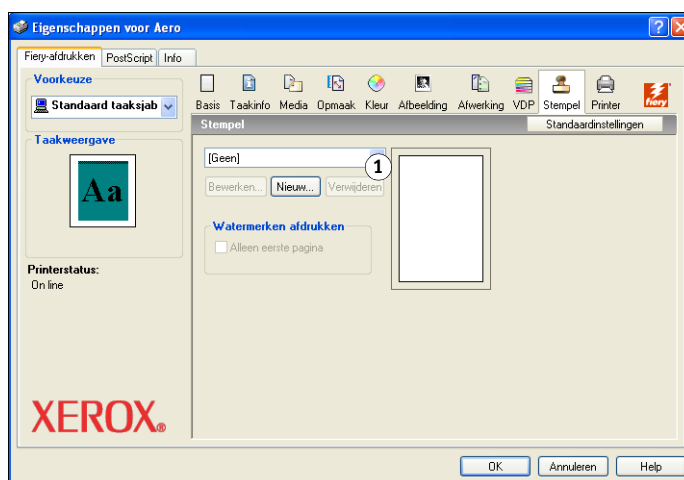 Eigenschappen voor Aero
Fiery-afdrukken PostScript Info
Voorkeuze
Standaard taaksjab
Taakweergave
Aa
Printerstatus:
On line
XEROX®
Basis Taakinfo Media Opmaak Kleur Afbeelding Afwerking VDP Stempel Printer
fiery
Stempel Standaardinstellingen
[Geen]
1
Bewerken... Nieuw... Verwijderen
Watermerken afdrukken
Alleen eerste pagina
OK Annuleren Help